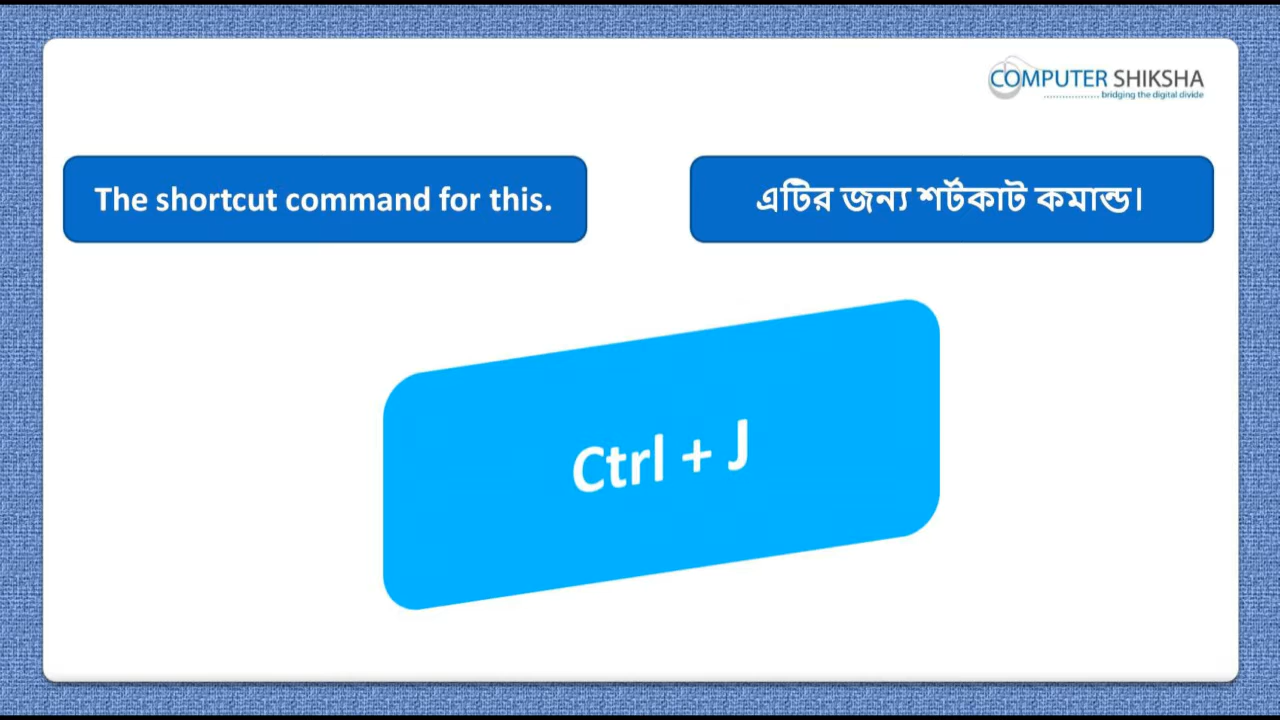 COMPUTER SHIKSHA
bridging the digital divide
The shortcut command for this.
এটির জন্য শর্টকাট কমান্ড।
Ctrl + J